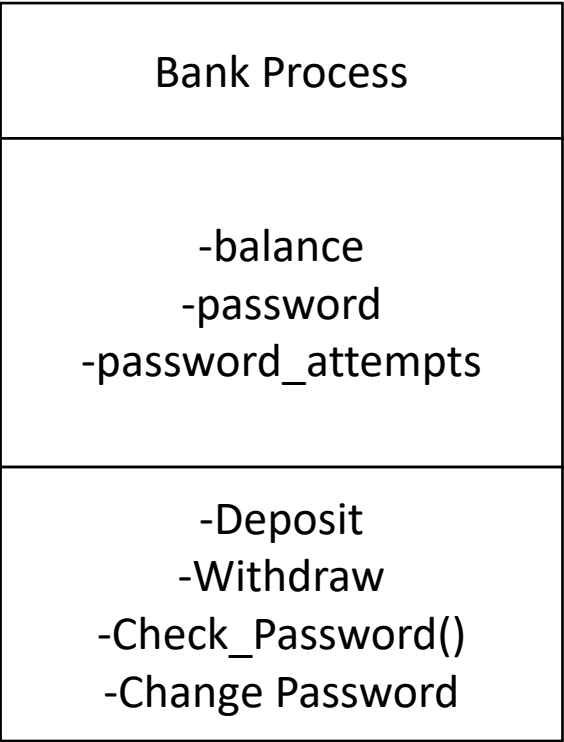 Bank Process
-balance
-password
-password_attempts
-Deposit
-Withdraw
-Check_Password()
-Change Password